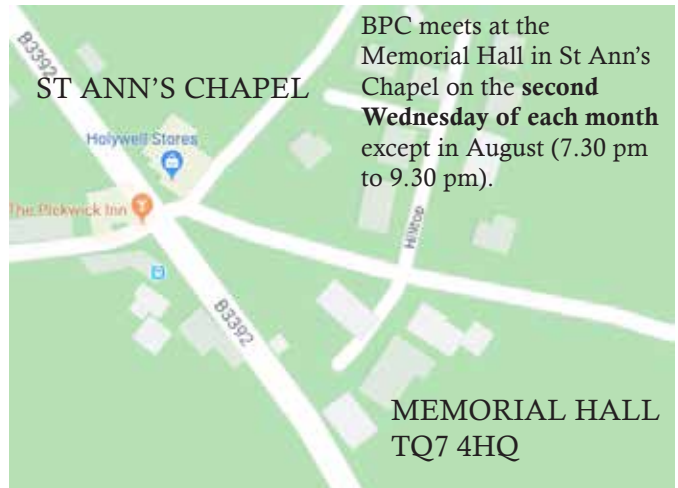 BPC meets at the
Memorial Hall in St Ann's
Chapel on the second
Wednesday of each month
except in August (7.30 pm
to 9.30 pm).
B3392
ST ANN'S CHAPEL
Holywell Stores
The Pickwick Inn
Hilltop
B3392
MEMORIAL HALL
TQ7 4HQ